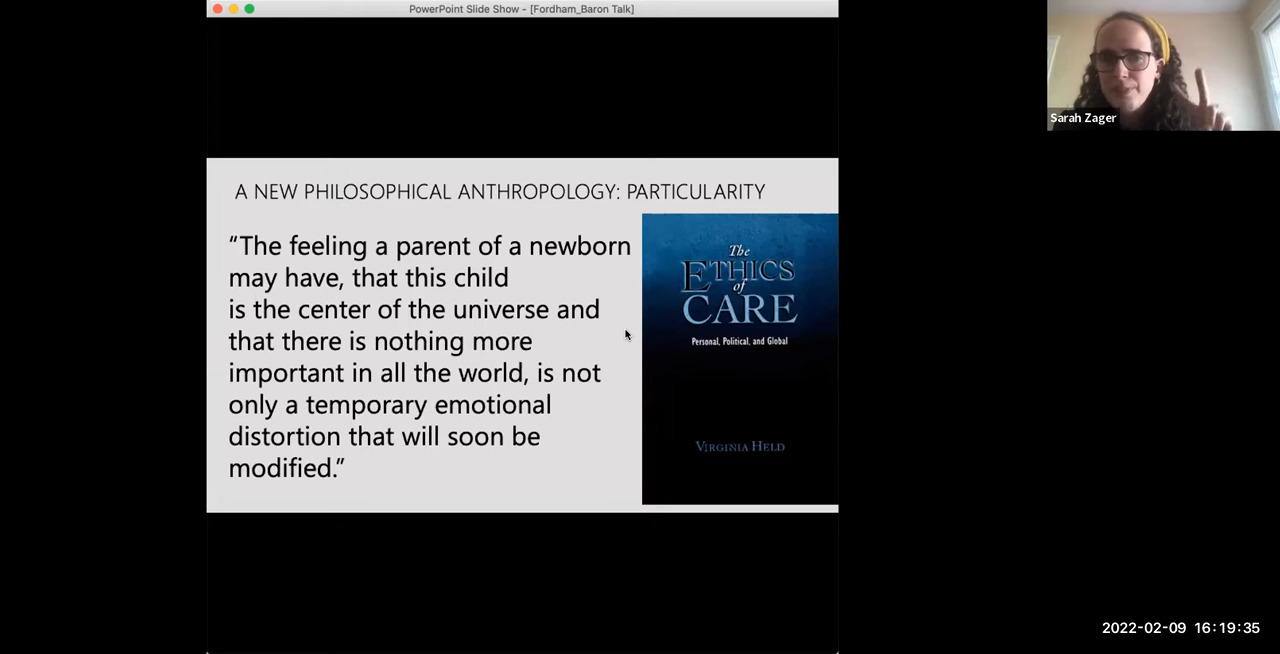 PowerPoint Slide Show - [Fordham_Baron Talk]
Sarah Zager
A NEW PHILOSOPHICAL ANTHROPOLOGY: PARTICULARITY
“The feeling a parent of a newborn
may have, that this child
is the center of the universe and
that there is nothing more
important in all the world, is not
only a temporary emotional
distortion that will soon be
modified.”
The
ETHICS
of
CARE
Personal, Political, and Global
VIRGINIA HELD
2022-02-09 16:19:35